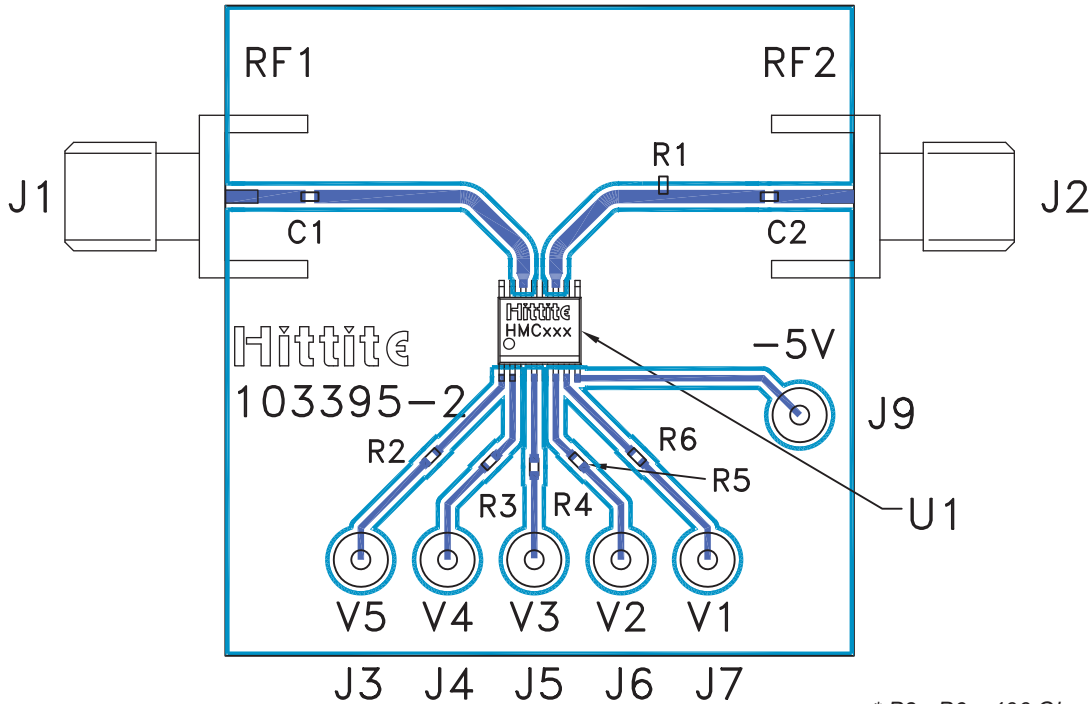 RF1
RF2
R1
J1
J2
C1
C2
Hittite
HMCxxx
Hittite
-5V
103395-2
J9
R2
R6
R3
R4
R5
U1
V5
V4
V3
V2
V1
J3
J4
J5
J6
J7